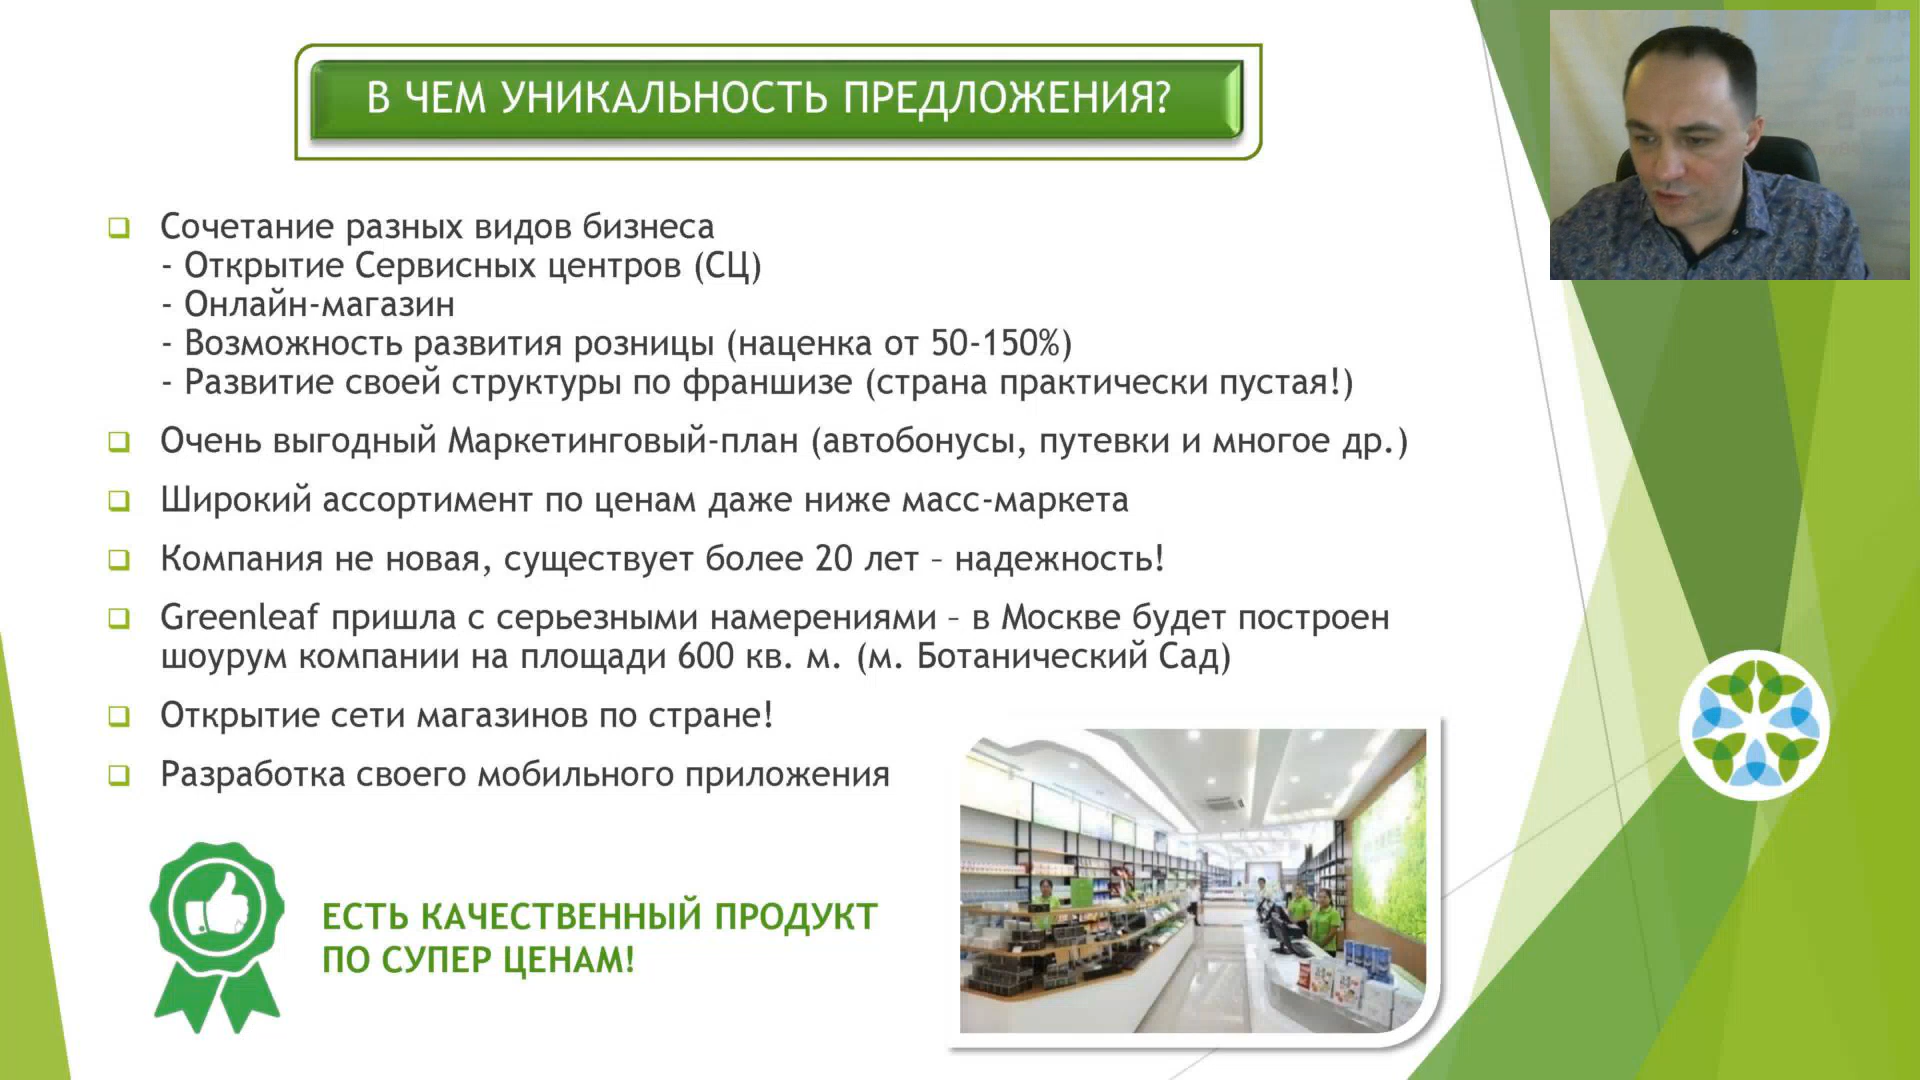 В ЧЕМ УНИКАЛЬНОСТЬ ПРЕДЛОЖЕНИЯ?
Сочетание разных видов бизнеса
- Открытие Сервисных центров (СЦ)
- Онлайн-магазин
- Возможность развития розницы (наценка от 50-150%)
- Развитие своей структуры по франшизе (страна практически пустая!)
Очень выгодный Маркетинговый-план (автобонусы, путевки и многое др.)
Широкий ассортимент по ценам даже ниже масс-маркета
Компания не новая, существует более 20 лет – надежность!
Greenleaf пришла с серьезными намерениями – в Москве будет построен
шоурум компании на площади 600 кв. м. (м. Ботанический Сад)
Открытие сети магазинов по стране!
Разработка своего мобильного приложения
ЕСТЬ КАЧЕСТВЕННЫЙ ПРОДУКТ
ПО СУПЕР ЦЕНАМ!